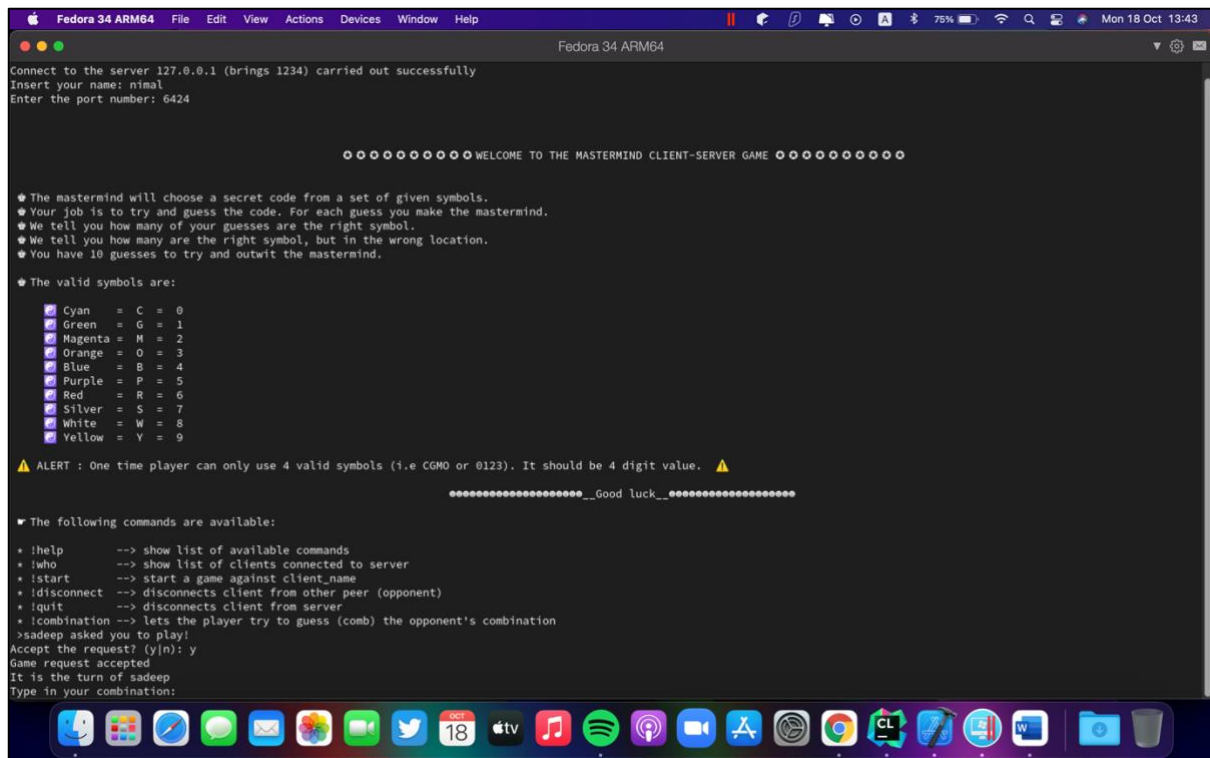 Fedora 34 ARM64 File Edit View Actions Devices Window Help A 75% Mon 18 Oct 13:43
Fedora 34 ARM64
Connect to the server 127.0.0.1 (brings 1234) carried out successfully
Insert your name: nimal
Enter the port number: 6424
WELCOME TO THE MASTERMIND CLIENT-SERVER GAME
The mastermind will choose a secret code from a set of given symbols.
Your job is to try and guess the code. For each guess you make the mastermind.
We tell you how many of your guesses are the right symbol.
We tell you how many are the right symbol, but in the wrong location.
You have 10 guesses to try and outwit the mastermind.
The valid symbols are:
Cyan = C = 0
Green = G = 1
Magenta = M = 2
Orange = O = 3
Blue = B = 4
Purple = P = 5
Red = R = 6
Silver = S = 7
White = W = 8
Yellow = Y = 9
ALERT : One time player can only use 4 valid symbols (i.e CGMO or 0123). It should be 4 digit value.
__Good luck__
The following commands are available:
* !help --> show list of available commands
* !who --> show list of clients connected to server
* !start --> start a game against client_name
* !disconnect --> disconnects client from other peer (opponent)
* !quit --> disconnects client from server
* !combination --> lets the player try to guess (comb) the opponent's combination
>sadeep asked you to play!
Accept the request? (y|n): y
Game request accepted
It is the turn of sadeep
Type in your combination:
OCT
18
tv
CL
W